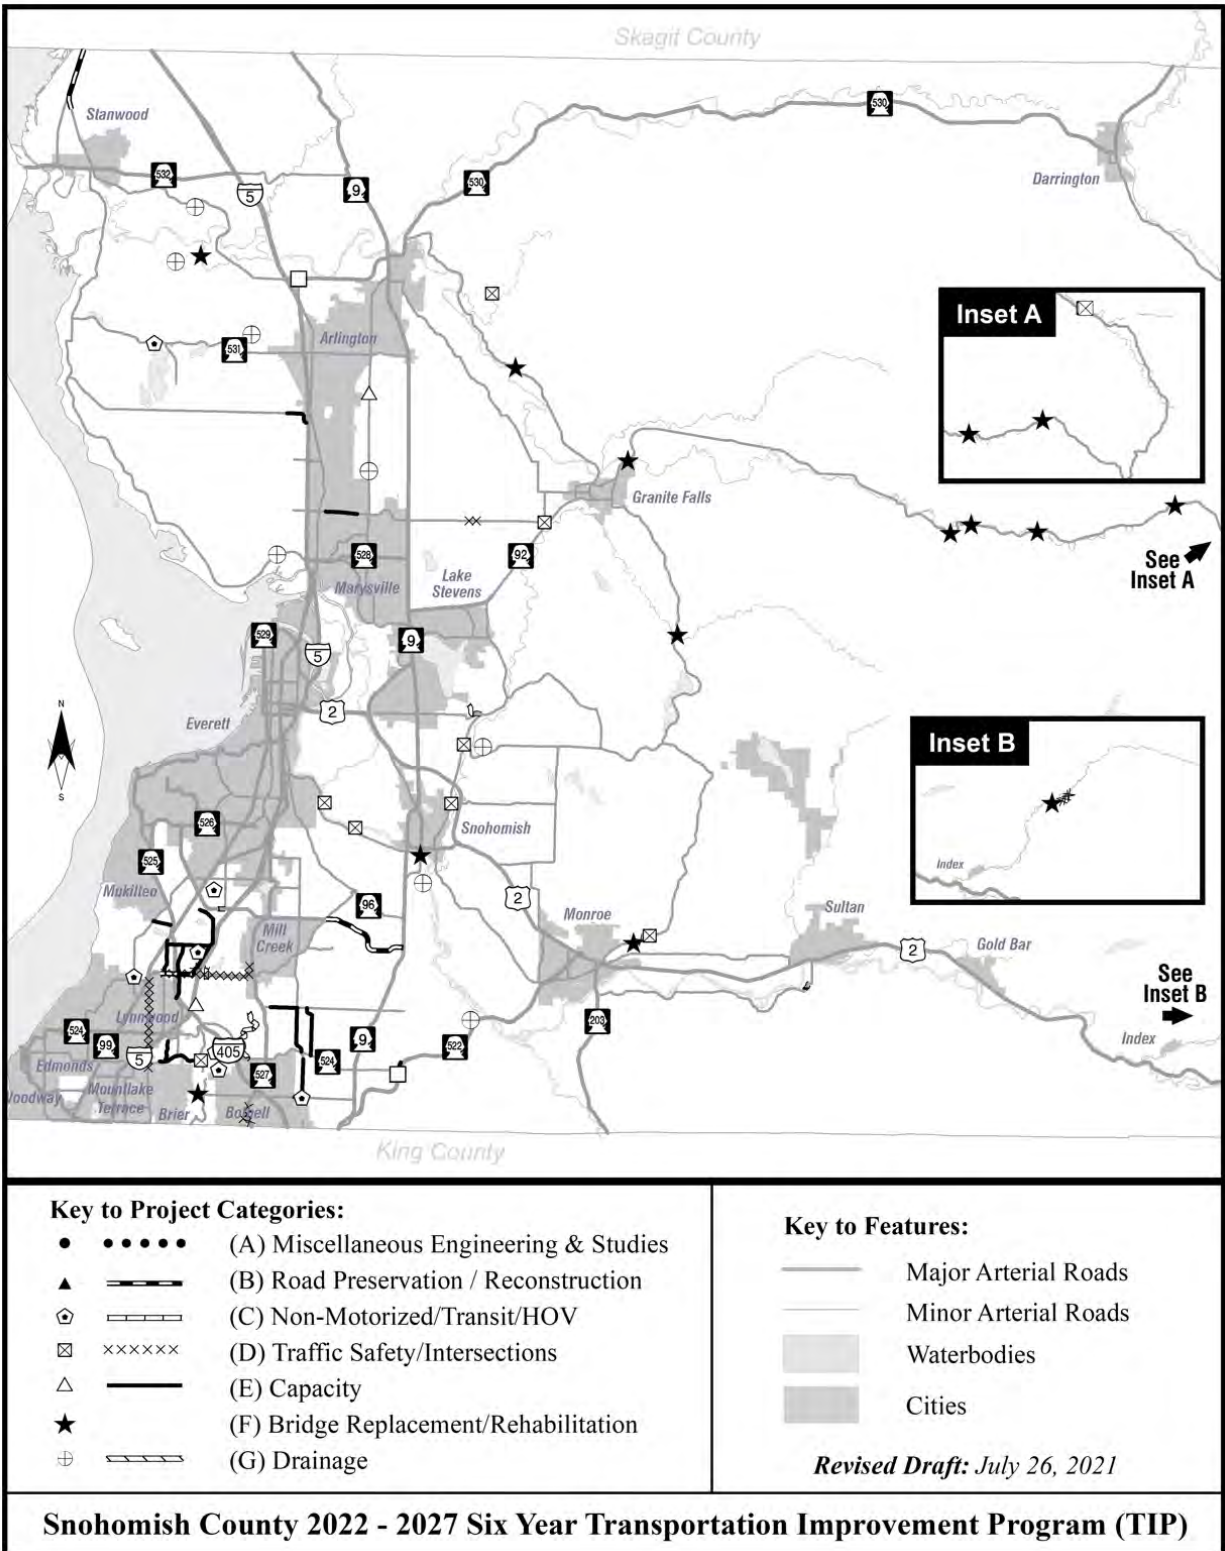 Skagit County
Stanwood
532
5
9
530
530
Darrington
Inset A
Arlington
531
Granite Falls
528
92
Lake
Stevens
Marysville
See
Inset A
529
9
5
N
S
Everett
2
Inset B
Index
526
Snohomish
525
Mukilteo
2
96
Mill
Creek
Monroe
Sultan
Gold Bar
2
See
Inset B
Index
Lynnwood
524
99
5
405
9
524
522
203
527
Edmonds
Woodway
Mountlake
Terrace
Brier
Bothell
King County
Key to Project Categories:
(A) Miscellaneous Engineering & Studies
(B) Road Preservation / Reconstruction
(C) Non-Motorized/Transit/HOV
(D) Traffic Safety/Intersections
(E) Capacity
(F) Bridge Replacement/Rehabilitation
(G) Drainage
Key to Features:
Major Arterial Roads
Minor Arterial Roads
Waterbodies
Cities
Revised Draft: July 26, 2021
Snohomish County 2022 - 2027 Six Year Transportation Improvement Program (TIP)